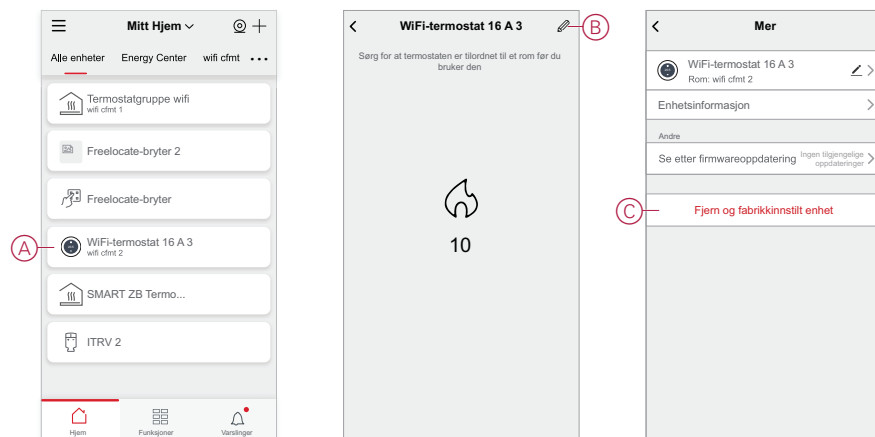 Mitt Hjem
Alle enheter Energy Center wifi cfmt
Termostatgruppe wifi
wifi cfmt 1
Freelocate-bryter 2
Freelocate-bryter
A
WiFi-termostat 16 A 3
wifi cfmt 2
SMART ZB Termo...
ITRV 2
Hjem Funksjoner Varslinger
WiFi-termostat 16 A 3
B
Sørg for at termostaten er tilordnet til et rom før du
bruker den
10
Mer
WiFi-termostat 16 A 3
Rom: wifi cfmt 2
Enhetsinformasjon
Andre
Se etter firmwareoppdatering
Ingen tilgjengelige
oppdateringer
C
Fjern og fabrikkinnstilt enhet